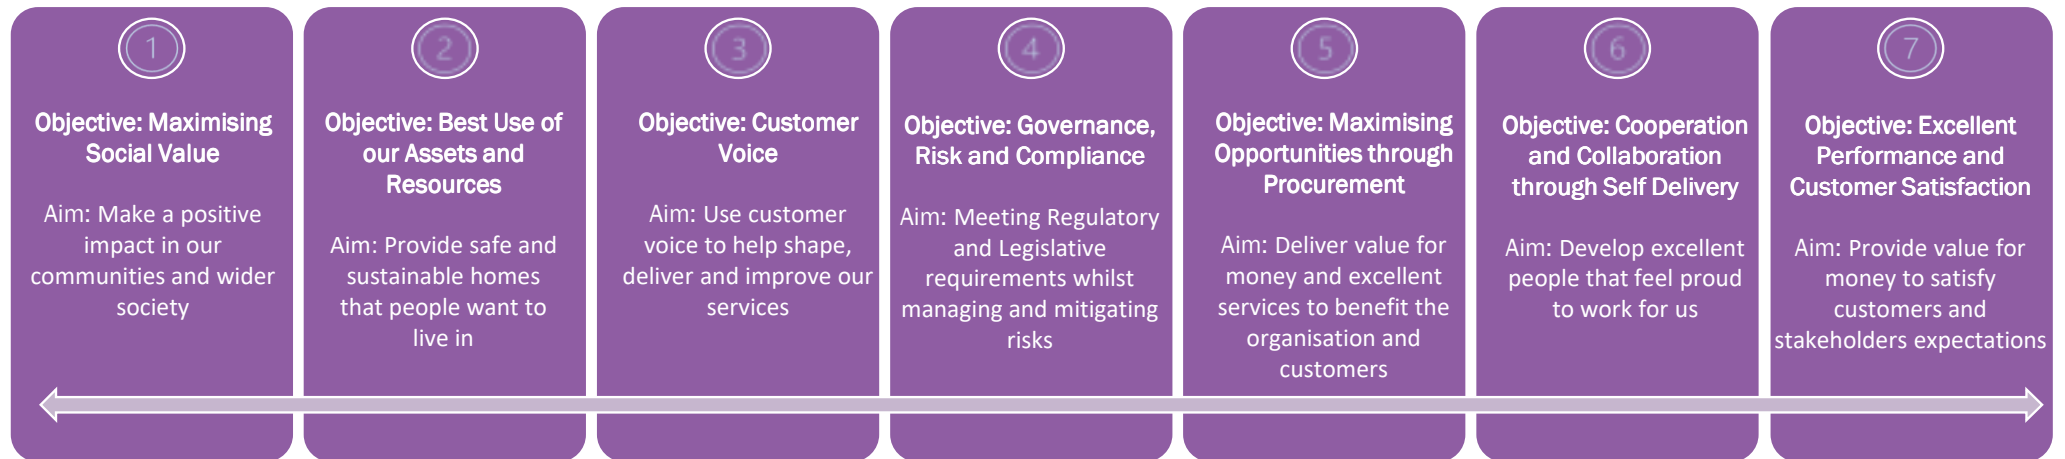 1
Objective: Maximising
Social Value
Aim: Make a positive
impact in our
communities and wider
society
2
Objective: Best Use of
our Assets and
Resources
Aim: Provide safe and
sustainable homes
that people want to
live in
3
Objective: Customer
Voice
Aim: Use customer
voice to help shape,
deliver and improve our
services
4
Objective: Governance,
Risk and Compliance
Aim: Meeting Regulatory
and Legislative
requirements whilst
managing and mitigating
risks
5
Objective: Maximising
Opportunities through
Procurement
Aim: Deliver value for
money and excellent
services to benefit the
organisation and
customers
6
Objective: Cooperation
and Collaboration
through Self Delivery
Aim: Develop excellent
people that feel proud
to work for us
7
Objective: Excellent
Performance and
Customer Satisfaction
Aim: Provide value for
money to satisfy
customers and
stakeholders expectations